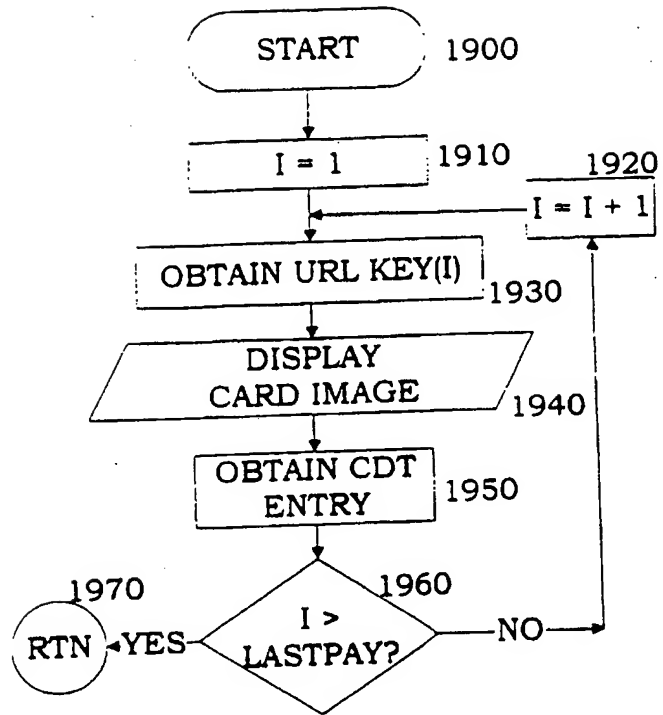 START
1900
I = 1
1910
1920
I = I + 1
OBTAIN URL KEY(I)
1930
DISPLAY
CARD IMAGE
1940
OBTAIN CDT
ENTRY
1950
1960
I >
LASTPAY?
1970
RTN
YES
NO